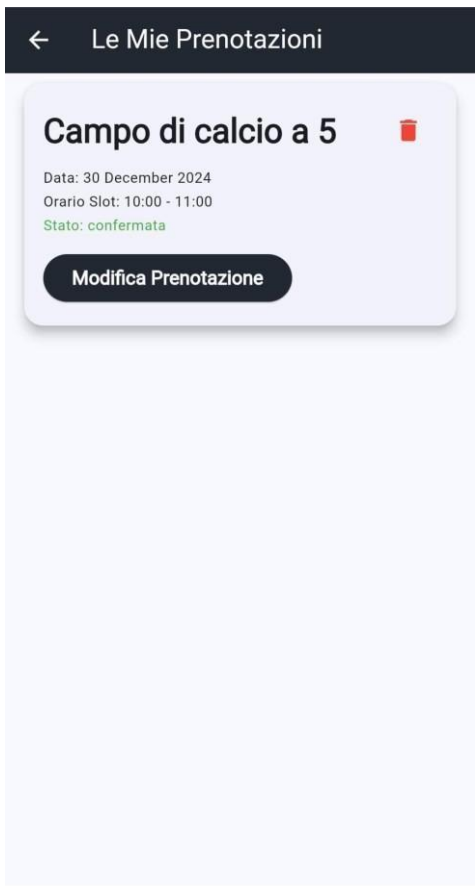 Le Mie Prenotazioni
Campo di calcio a 5
Data: 30 December 2024
Orario Slot: 10:00 - 11:00
Stato: confermata
Modifica Prenotazione